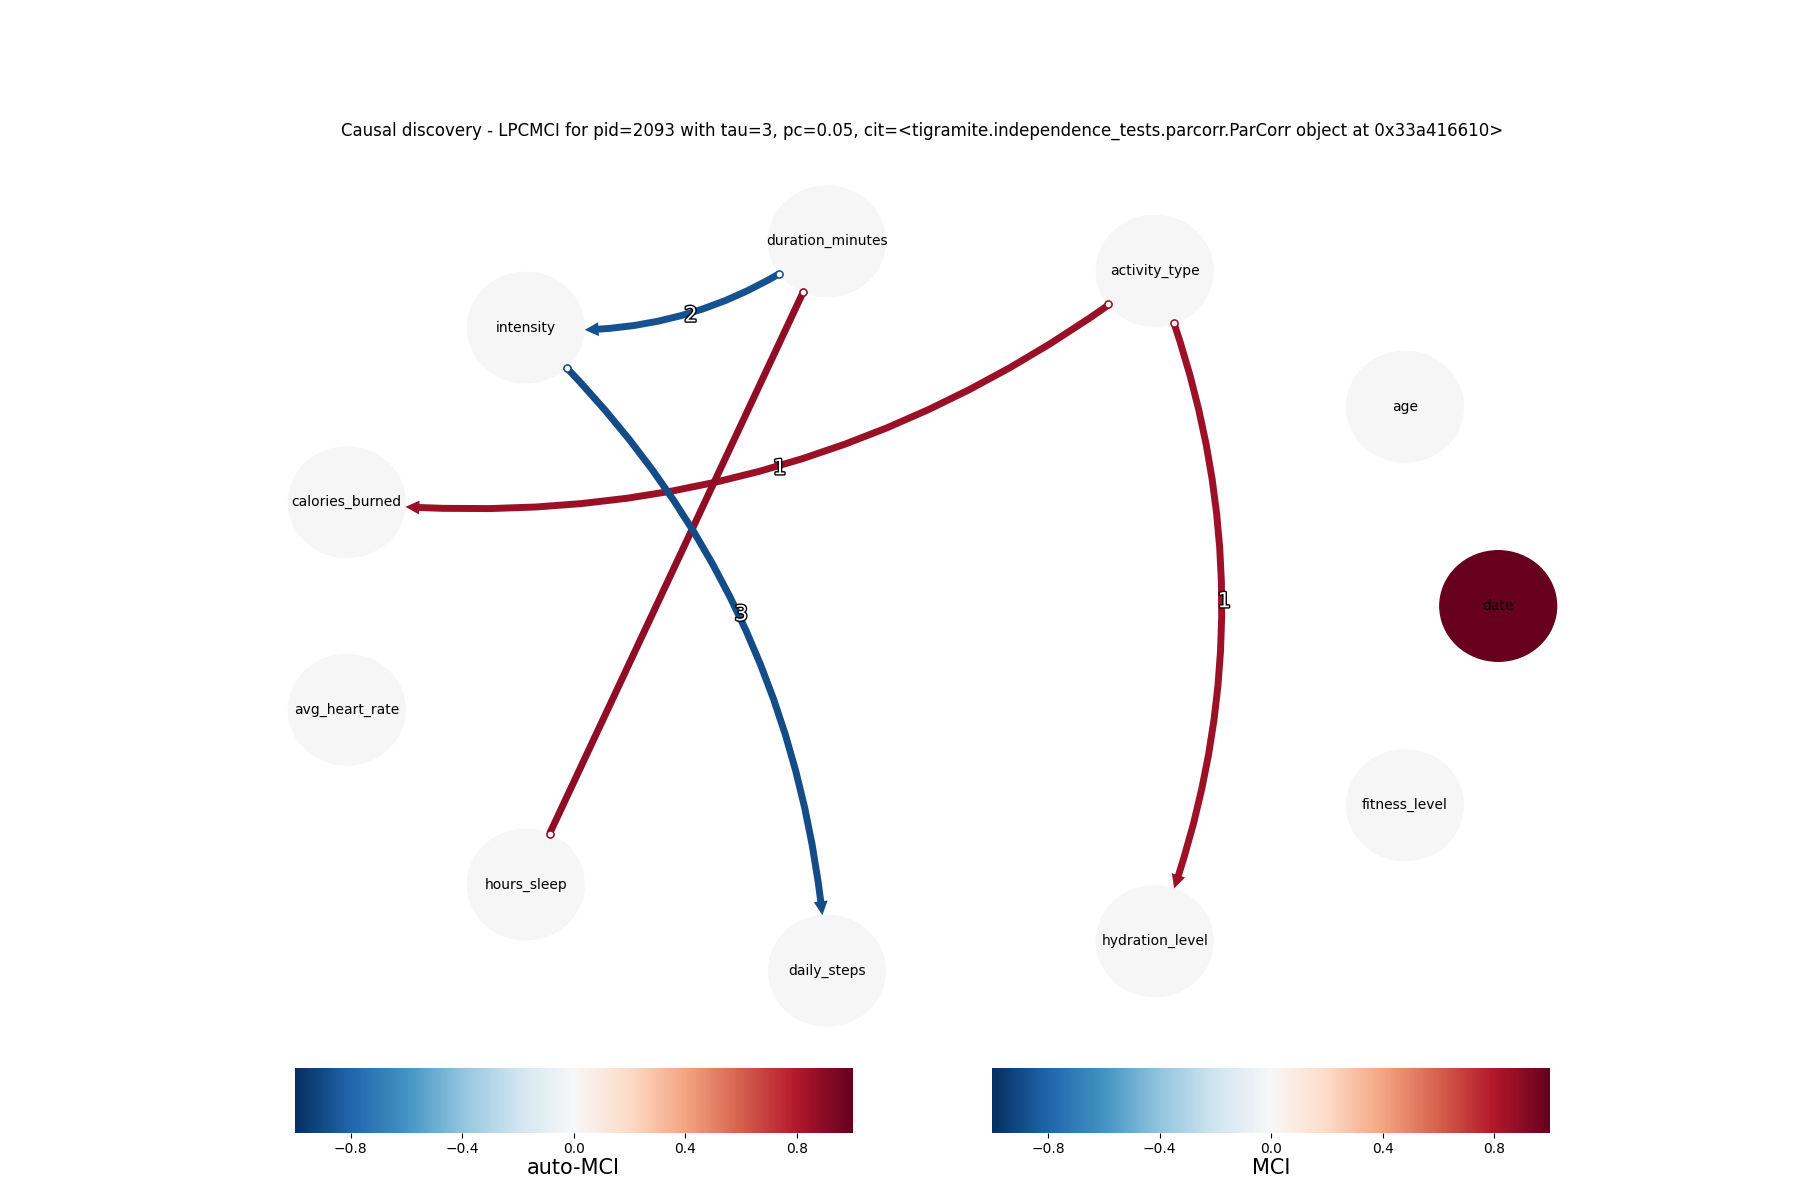 Causal discovery - LPCMCI for pid=2093 with tau=3, pc=0.05, cit=<tigramite.independence_tests.parcorr.ParCorr object at 0x33a416610>
duration_minutes
activity_type
intensity
2
age
1
calories_burned
date
1
3
avg_heart_rate
fitness_level
hours_sleep
hydration_level
daily_steps
−0.8 −0.4 0.0 0.4 0.8
auto-MCI
−0.8 −0.4 0.0 0.4 0.8
MCI